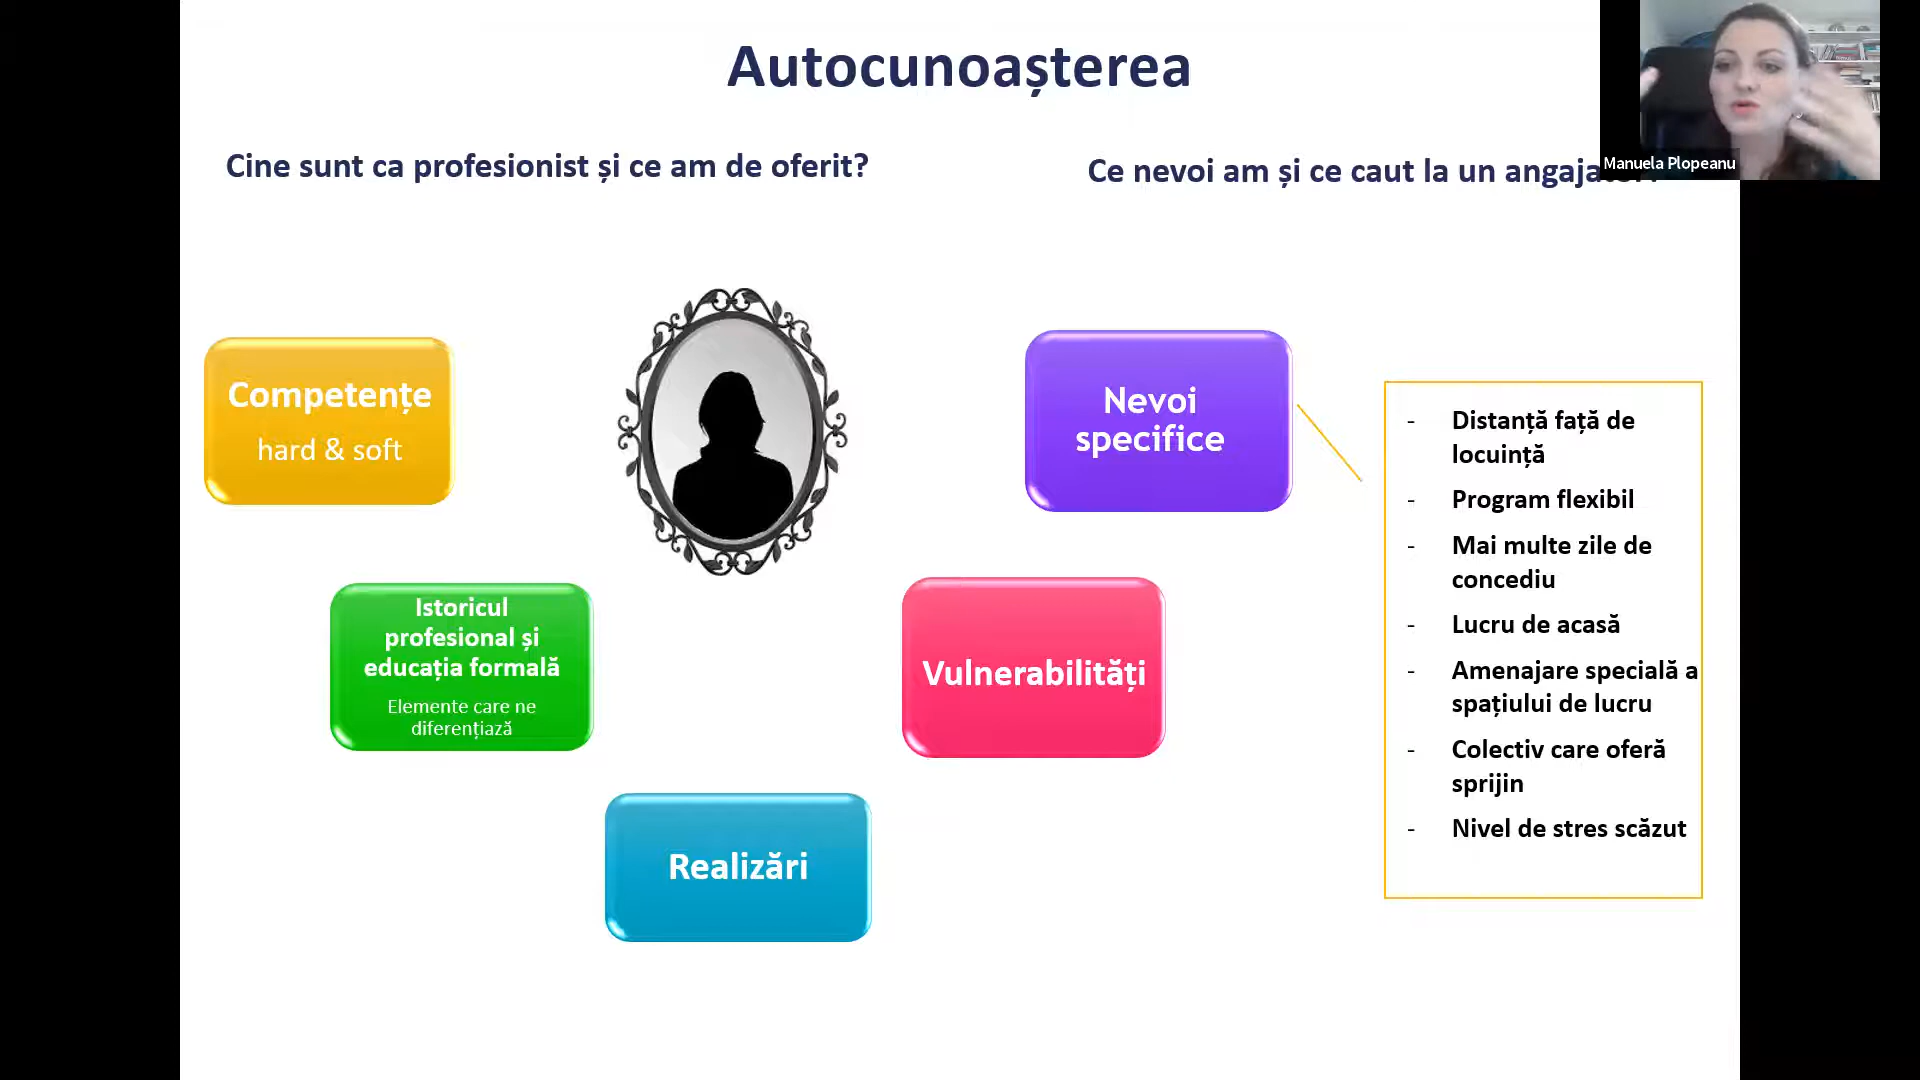 Autocunoașterea
Manuela Plopeanu
Cine sunt ca profesionist și ce am de oferit?
Ce nevoi am și ce caut la un
Competențe
hard & soft
Istoricul
profesional și
educația formală
Elemente care ne
diferențiază
Realizări
Vulnerabilități
Nevoi
specifice
- Distanță față de
locuință
- Program flexibil
- Mai multe zile de
concediu
- Lucru de acasă
- Amenajare specială a
spațiului de lucru
- Colectiv care oferă
sprijin
- Nivel de stres scăzut